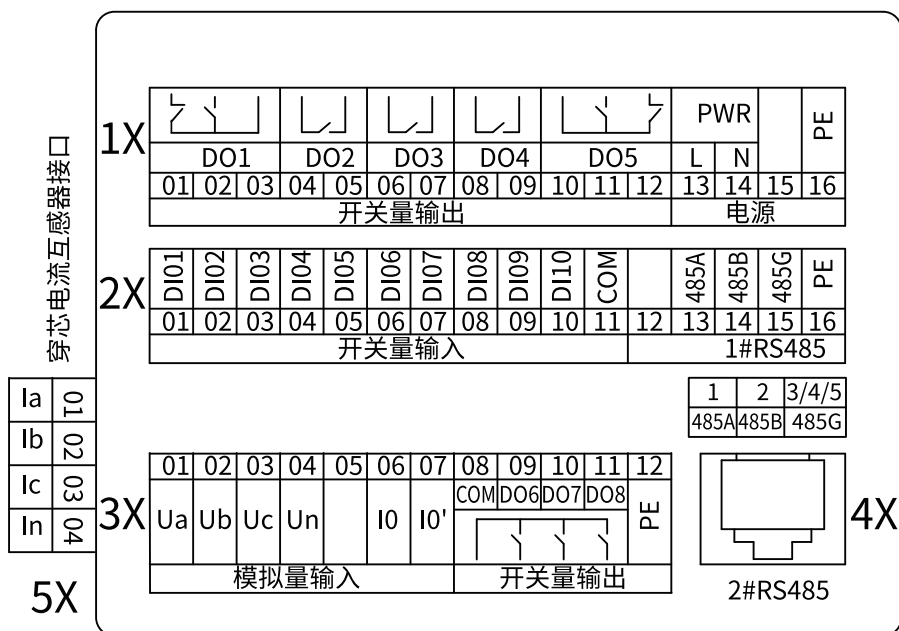 1X
PWR
PE
DO1 DO2 DO3 DO4 DO5 L N
01 02 03 04 05 06 07 08 09 10 11 12 13 14 15 16
开关量输出 电源
穿芯电流互感器接口
2X
DI01 DI02 DI03 DI04 DI05 DI06 DI07 DI08 DI09 DI10 COM 485A 485B 485G PE
01 02 03 04 05 06 07 08 09 10 11 12 13 14 15 16
开关量输入 1#RS485
Ia 01
Ib 02
Ic 03
In 04
5X
1 2 3/4/5
485A 485B 485G
3X
01 02 03 04 05 06 07 08 09 10 11 12
COM DO6 DO7 DO8
Ua Ub Uc Un I0 I0' PE
模拟量输入 开关量输出
4X
2#RS485